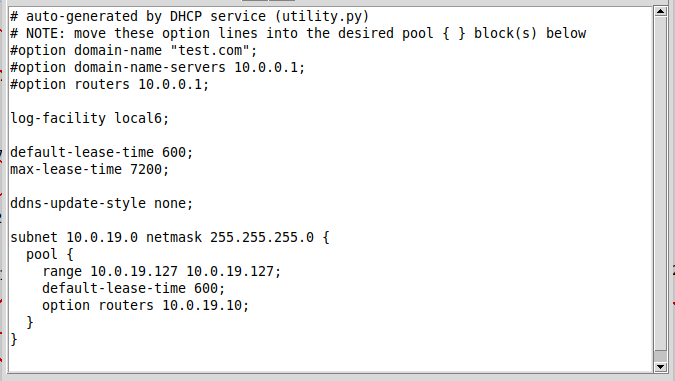 # auto-generated by DHCP service (utility.py)
# NOTE: move these option lines into the desired pool { } block(s) below
#option domain-name "test.com";
#option domain-name-servers 10.0.0.1;
#option routers 10.0.0.1;

log-facility local6;

default-lease-time 600;
max-lease-time 7200;

ddns-update-style none;

subnet 10.0.19.0 netmask 255.255.255.0 {
  pool {
    range 10.0.19.127 10.0.19.127;
    default-lease-time 600;
    option routers 10.0.19.10;
  }
}